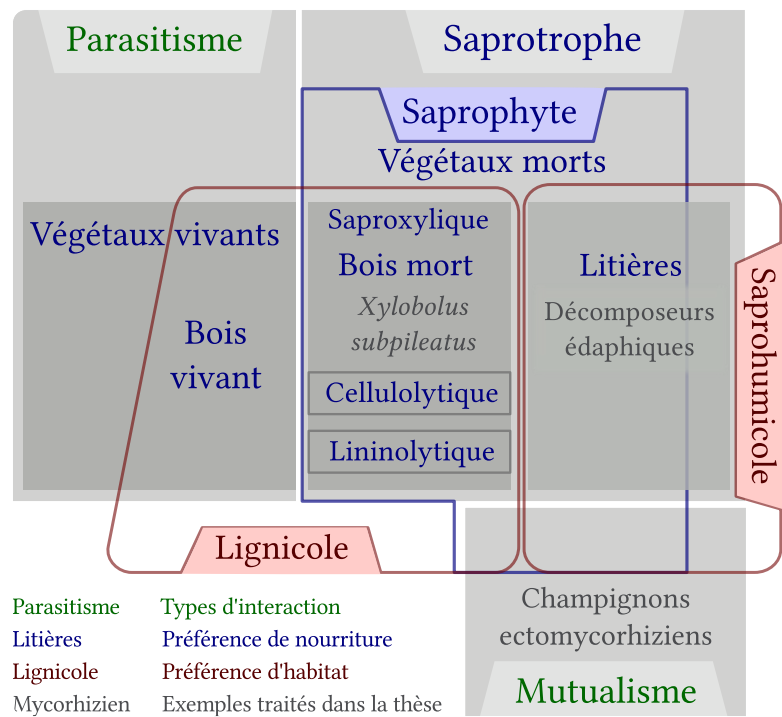 Parasitisme
Saprotrophe
Saprophyte
Végétaux morts
Végétaux vivants
Bois
vivant
Saproxylique
Bois mort
Xylobolus
subpileatus
Cellulolytique
Lininolytique
Litières
Décomposeurs
édaphiques
Saprohumicole
Lignicole
Champignons
ectomycorhiziens
Mutualisme
Parasitisme Types d'interaction
Litières Préférence de nourriture
Lignicole Préférence d'habitat
Mycorhizien Exemples traités dans la thèse